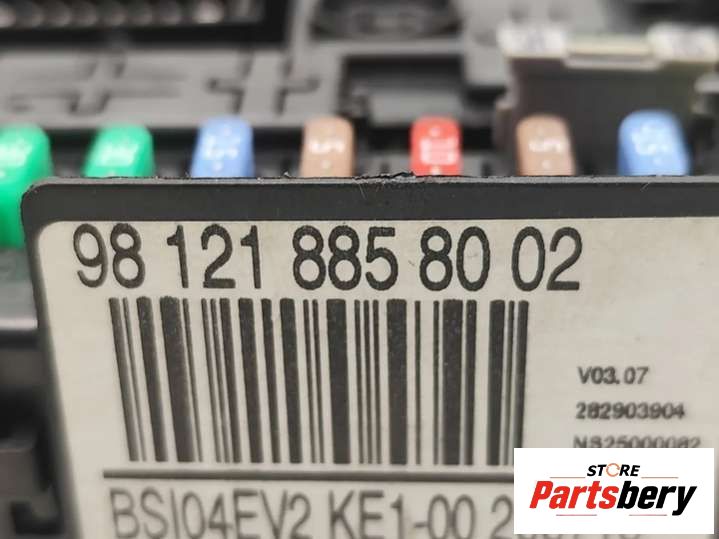 98 121 885 80 02
V03.07
282903904
BSI04EV2 KE1-00
STORE
Partsbery